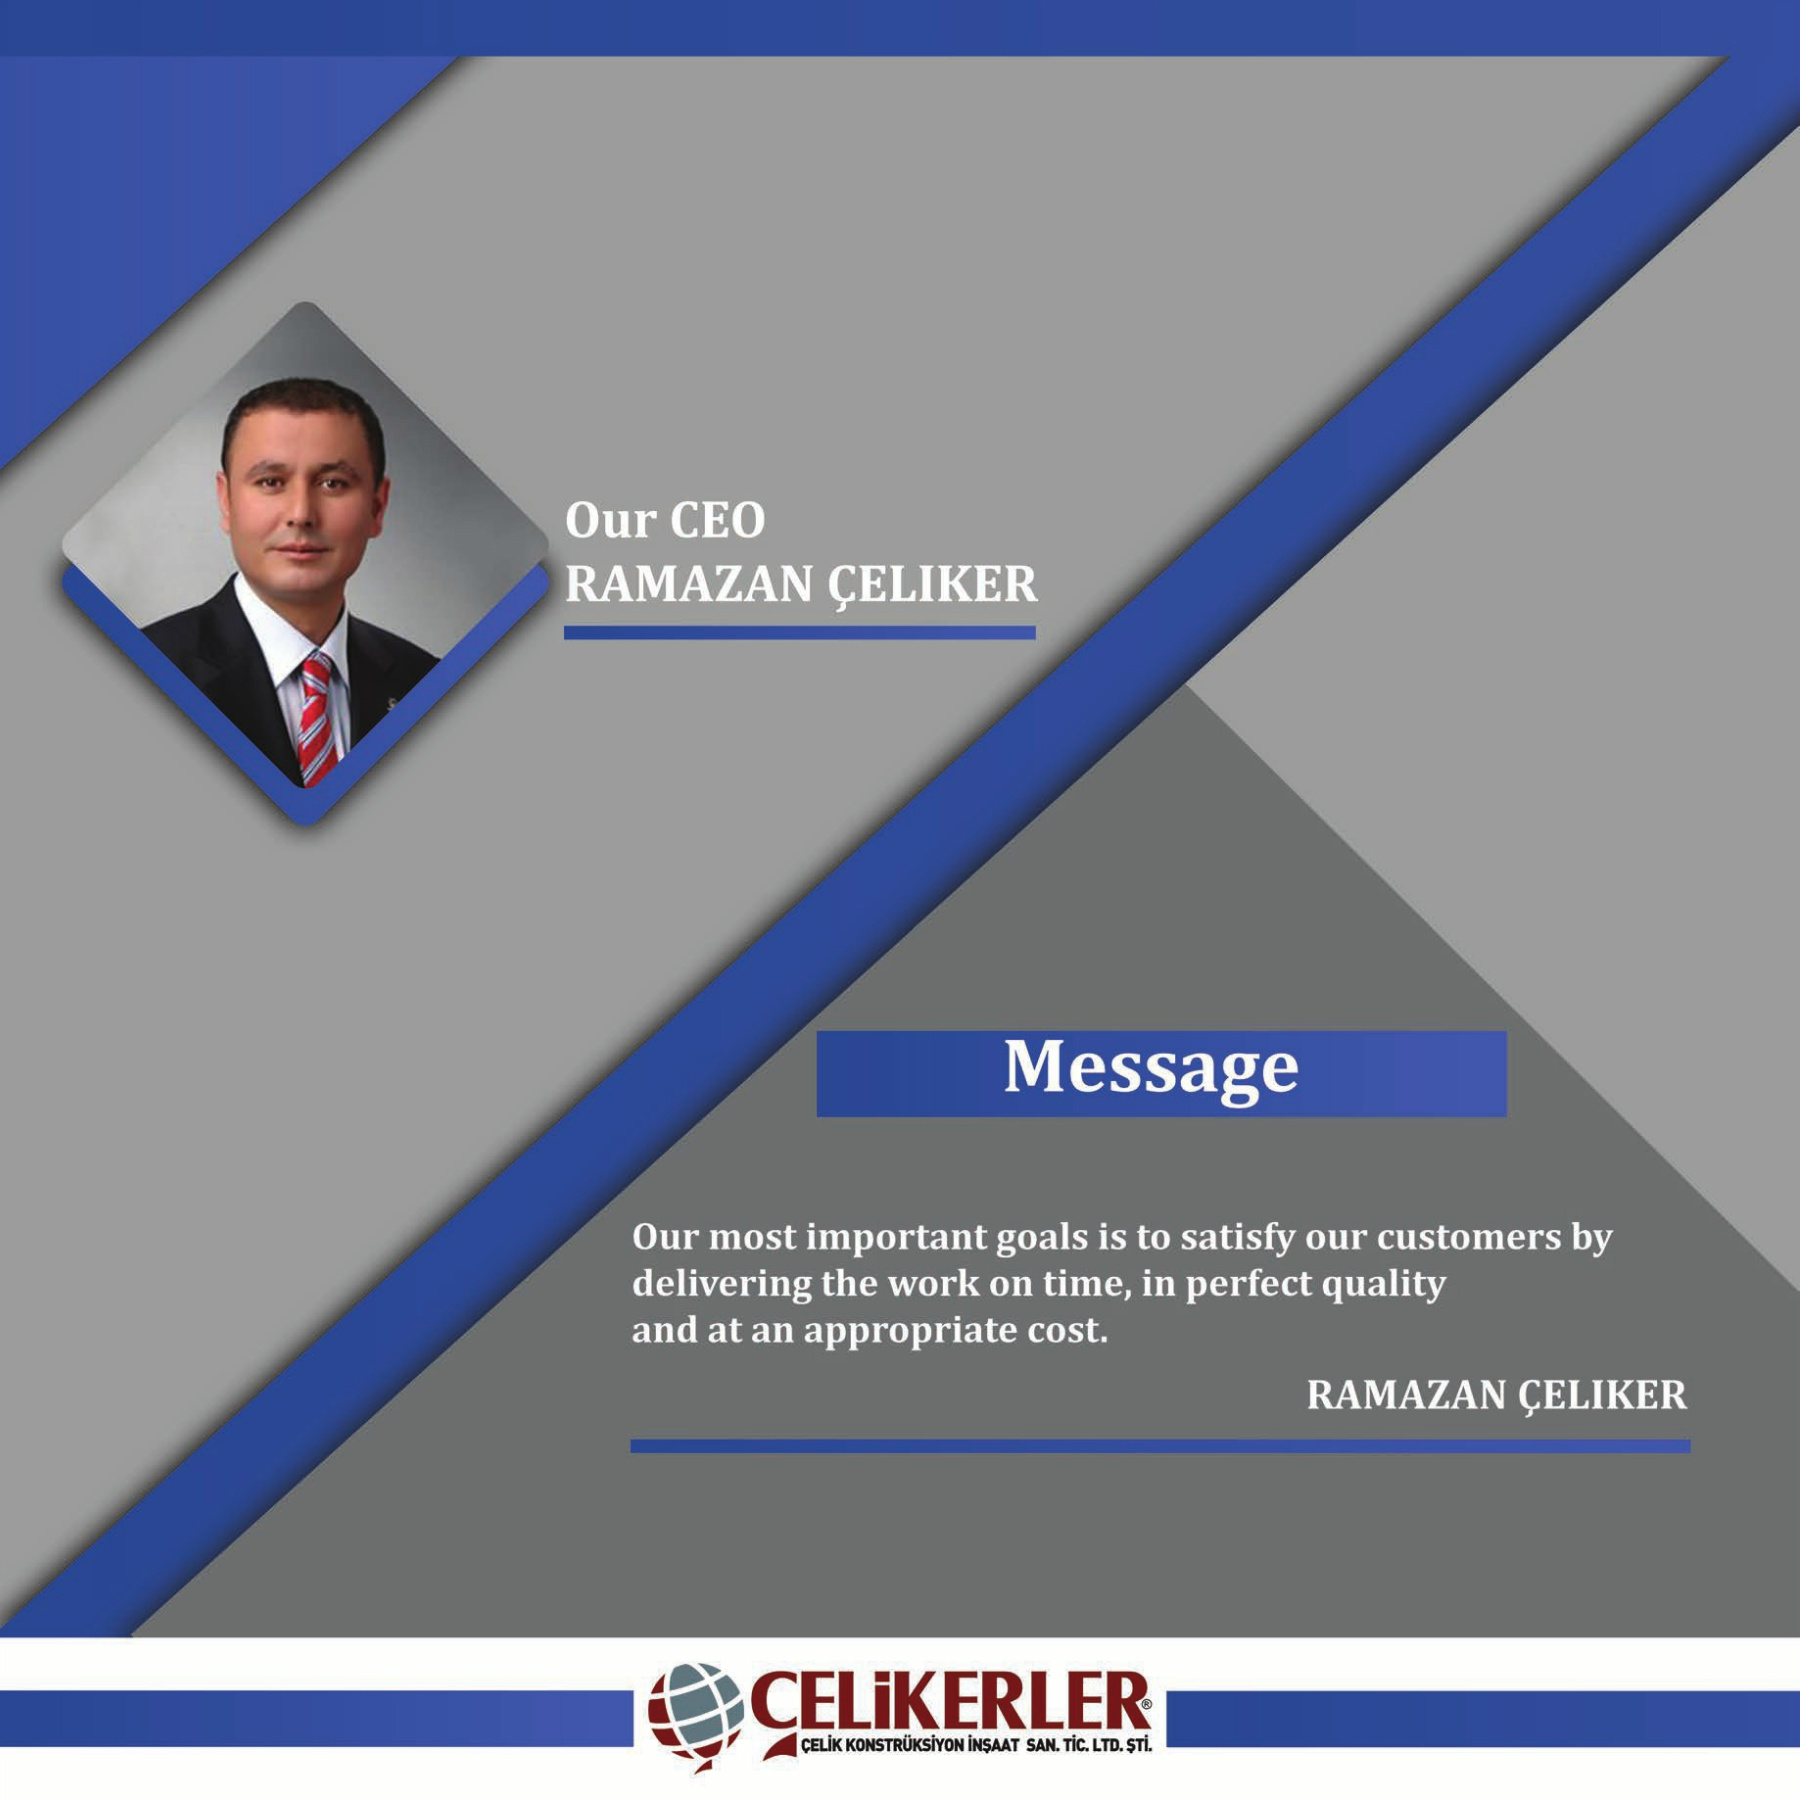 Our CEO
RAMAZAN ÇELIKER
Message
Our most important goals is to satisfy our customers by
delivering the work on time, in perfect quality
and at an appropriate cost.
RAMAZAN ÇELIKER
ÇELiKERLER®
ÇELİK KONSTRÜKSİYON İNŞAAT SAN. TİC. LTD. ŞTİ.